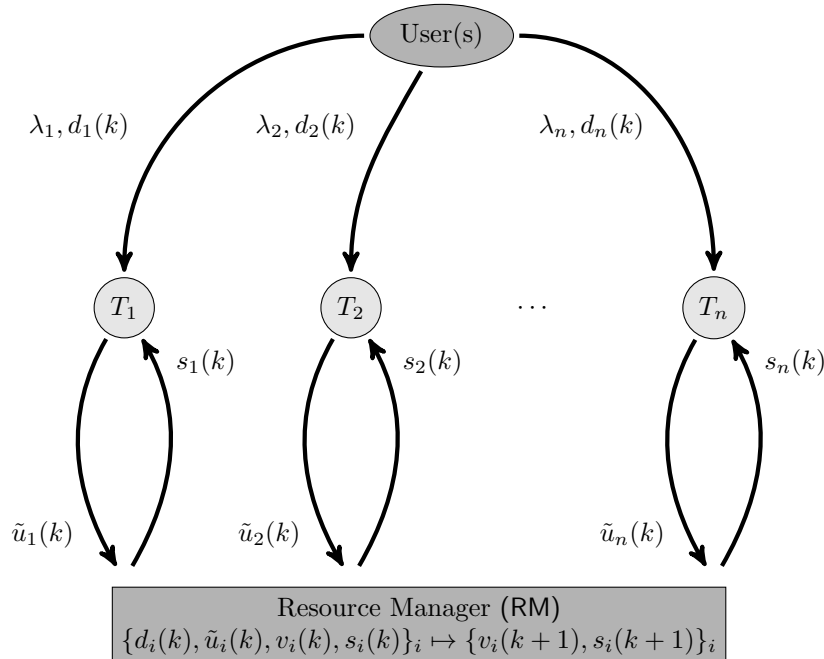 User(s)
λ₁, d₁(k)
λ₂, d₂(k)
λₙ, dₙ(k)
T₁
T₂
···
Tₙ
s₁(k)
s₂(k)
sₙ(k)
ũ₁(k)
ũ₂(k)
ũₙ(k)
Resource Manager (RM)
{dᵢ(k), ũᵢ(k), vᵢ(k), sᵢ(k)}ᵢ ↦ {vᵢ(k + 1), sᵢ(k + 1)}ᵢ